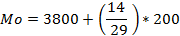 Mo = 3800 + (14/29) * 200